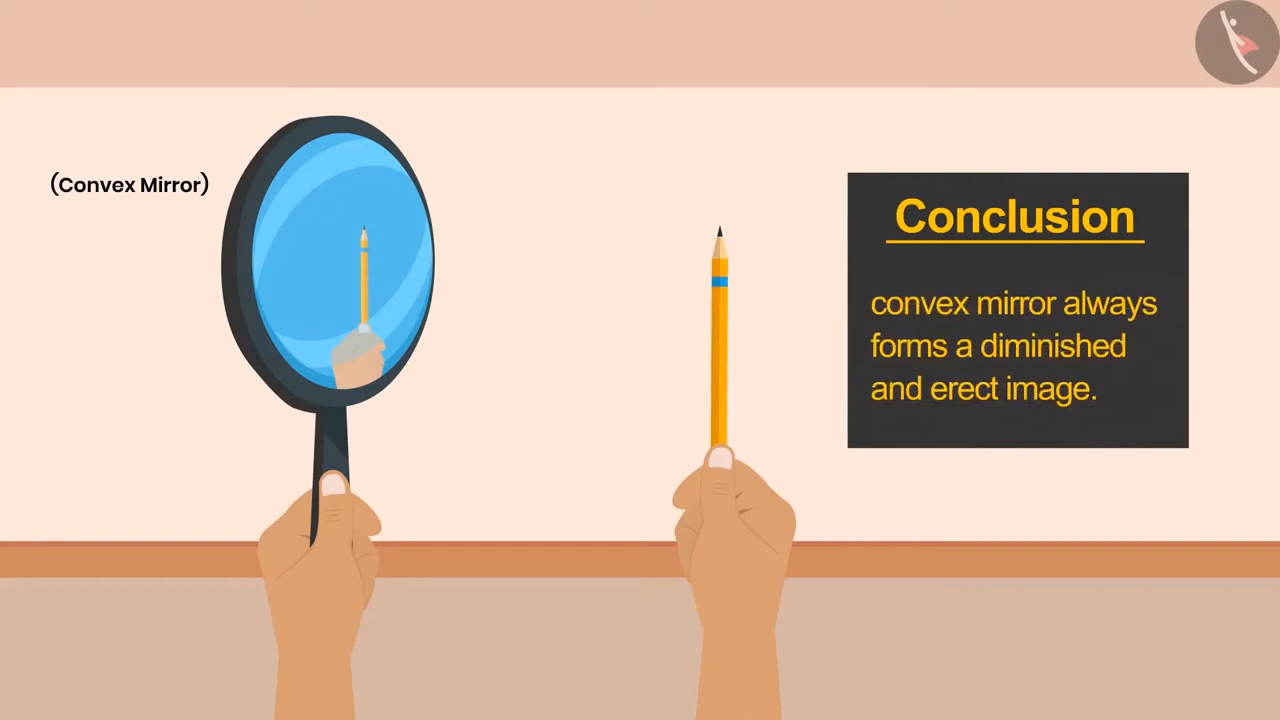 (Convex Mirror)
Conclusion
convex mirror always
forms a diminished
and erect image.